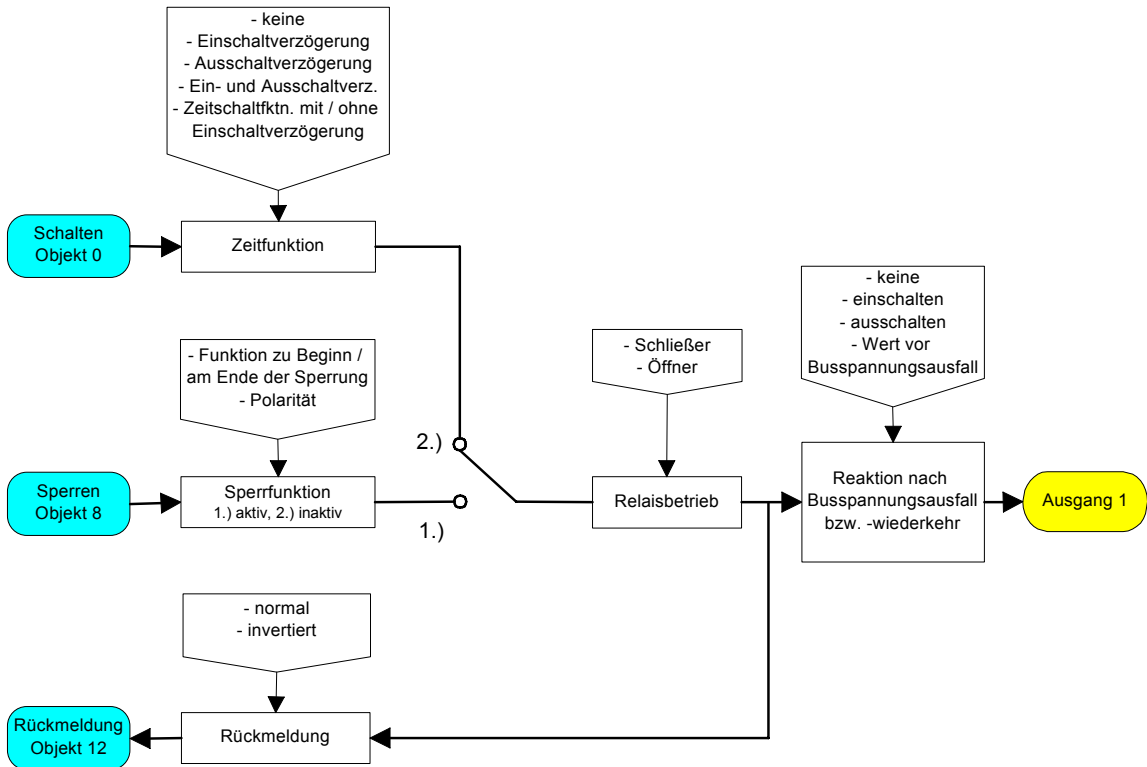 - keine
- Einschaltverzögerung
- Ausschaltverzögerung
- Ein- und Ausschaltverz.
- Zeitschaltfktn. mit / ohne
Einschaltverzögerung
Schalten
Objekt 0
Zeitfunktion
- keine
- einschalten
- ausschalten
- Wert vor
Busspannungsausfall
- Funktion zu Beginn /
am Ende der Sperrung
- Polarität
- Schließer
- Öffner
2.)
Sperren
Objekt 8
Sperrfunktion
1.) aktiv, 2.) inaktiv
1.)
Relaisbetrieb
Reaktion nach
Busspannungsausfall
bzw. -wiederkehr
Ausgang 1
- normal
- invertiert
Rückmeldung
Objekt 12
Rückmeldung